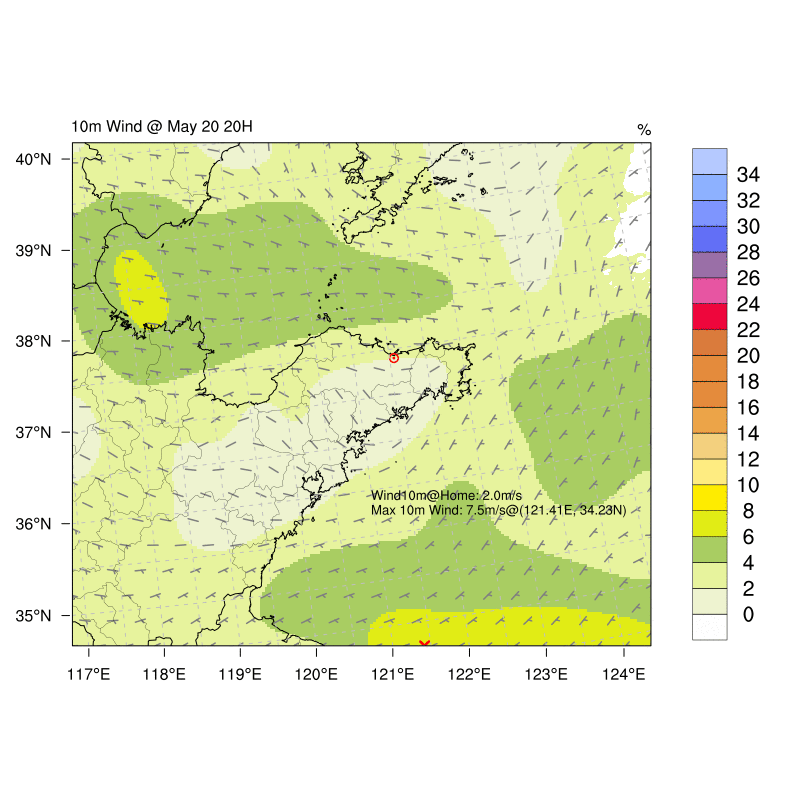 10m Wind @ May 20 20H
%
40°N
39°N
38°N
37°N
36°N
35°N
117°E
118°E
119°E
120°E
121°E
122°E
123°E
124°E
Wind10m@Home: 2.0m/s
Max 10m Wind: 7.5m/s@(121.41E, 34.23N)
34
32
30
28
26
24
22
20
18
16
14
12
10
8
6
4
2
0